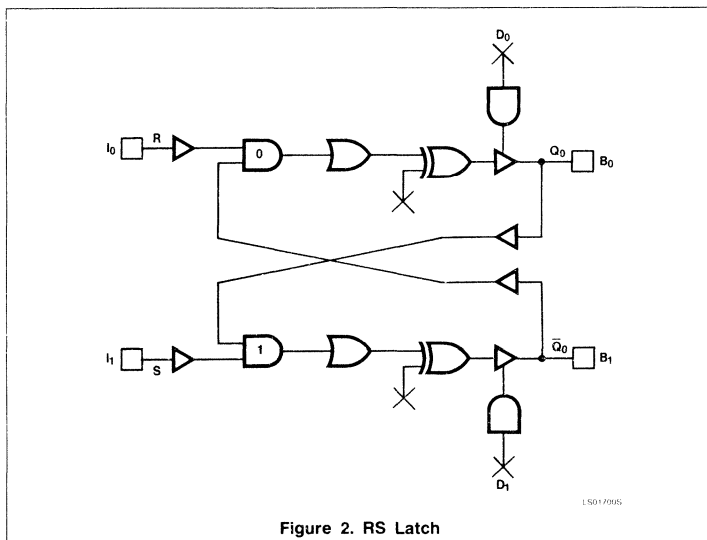 D0
I0 R 0 Q0 B0
I1 S 1 Q̅0 B1
D1
LS01700S
Figure 2. RS Latch